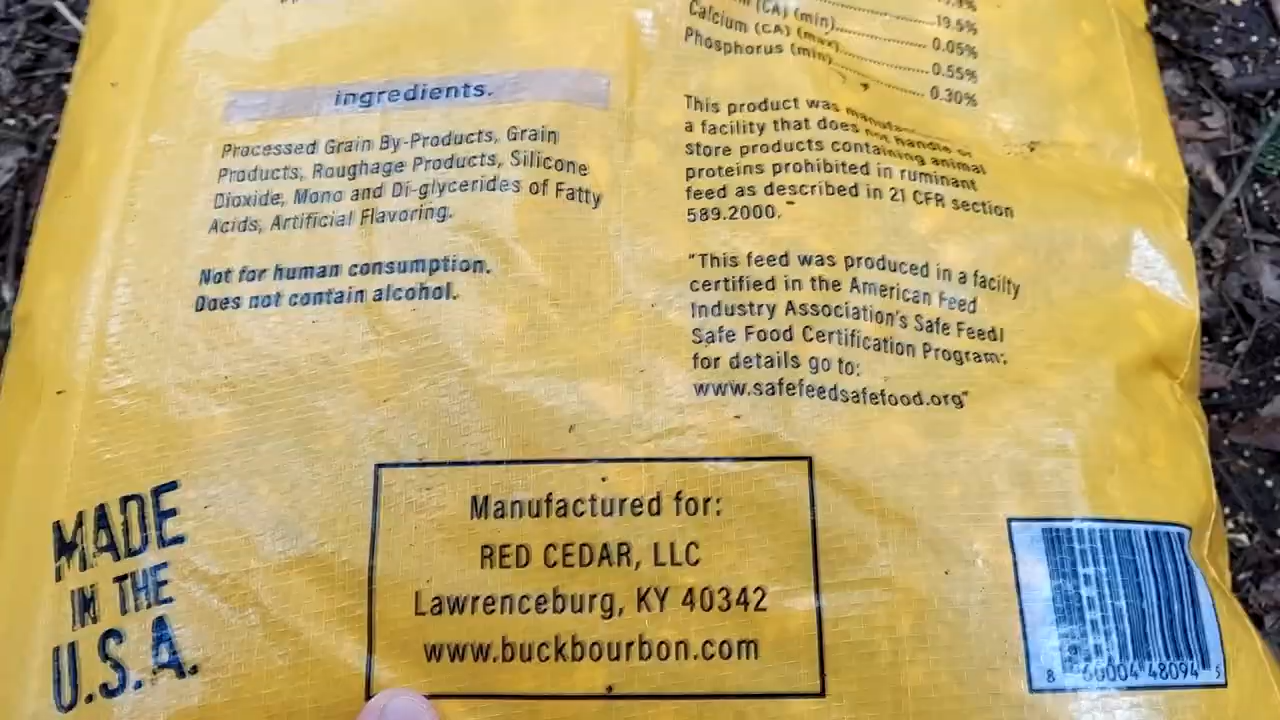 ingredients.
Processed Grain By-Products, Grain
Products, Roughage Products, Silicone
Dioxide, Mono and Di-glycerides of Fatty
Acids, Artificial Flavoring.
Not for human consumption.
Does not contain alcohol.
19.5%
(CA) (min) 0.05%
Calcium (CA) (max) 0.55%
Phosphorus (min) 0.30%
This product was
a facility that does not handle or
store products containing animal
proteins prohibited in ruminant
feed as described in 21 CFR section
589.2000."
"This feed was produced in a facilty
certified in the American Feed
Industry Association's Safe Feed/
Safe Food Certification Program;
for details go to:
www.safefeedsafefood.org"
MADE
IN THE
U.S.A.
Manufactured for:
RED CEDAR, LLC
Lawrenceburg, KY 40342
www.buckbourbon.com
8 60004 48094 5